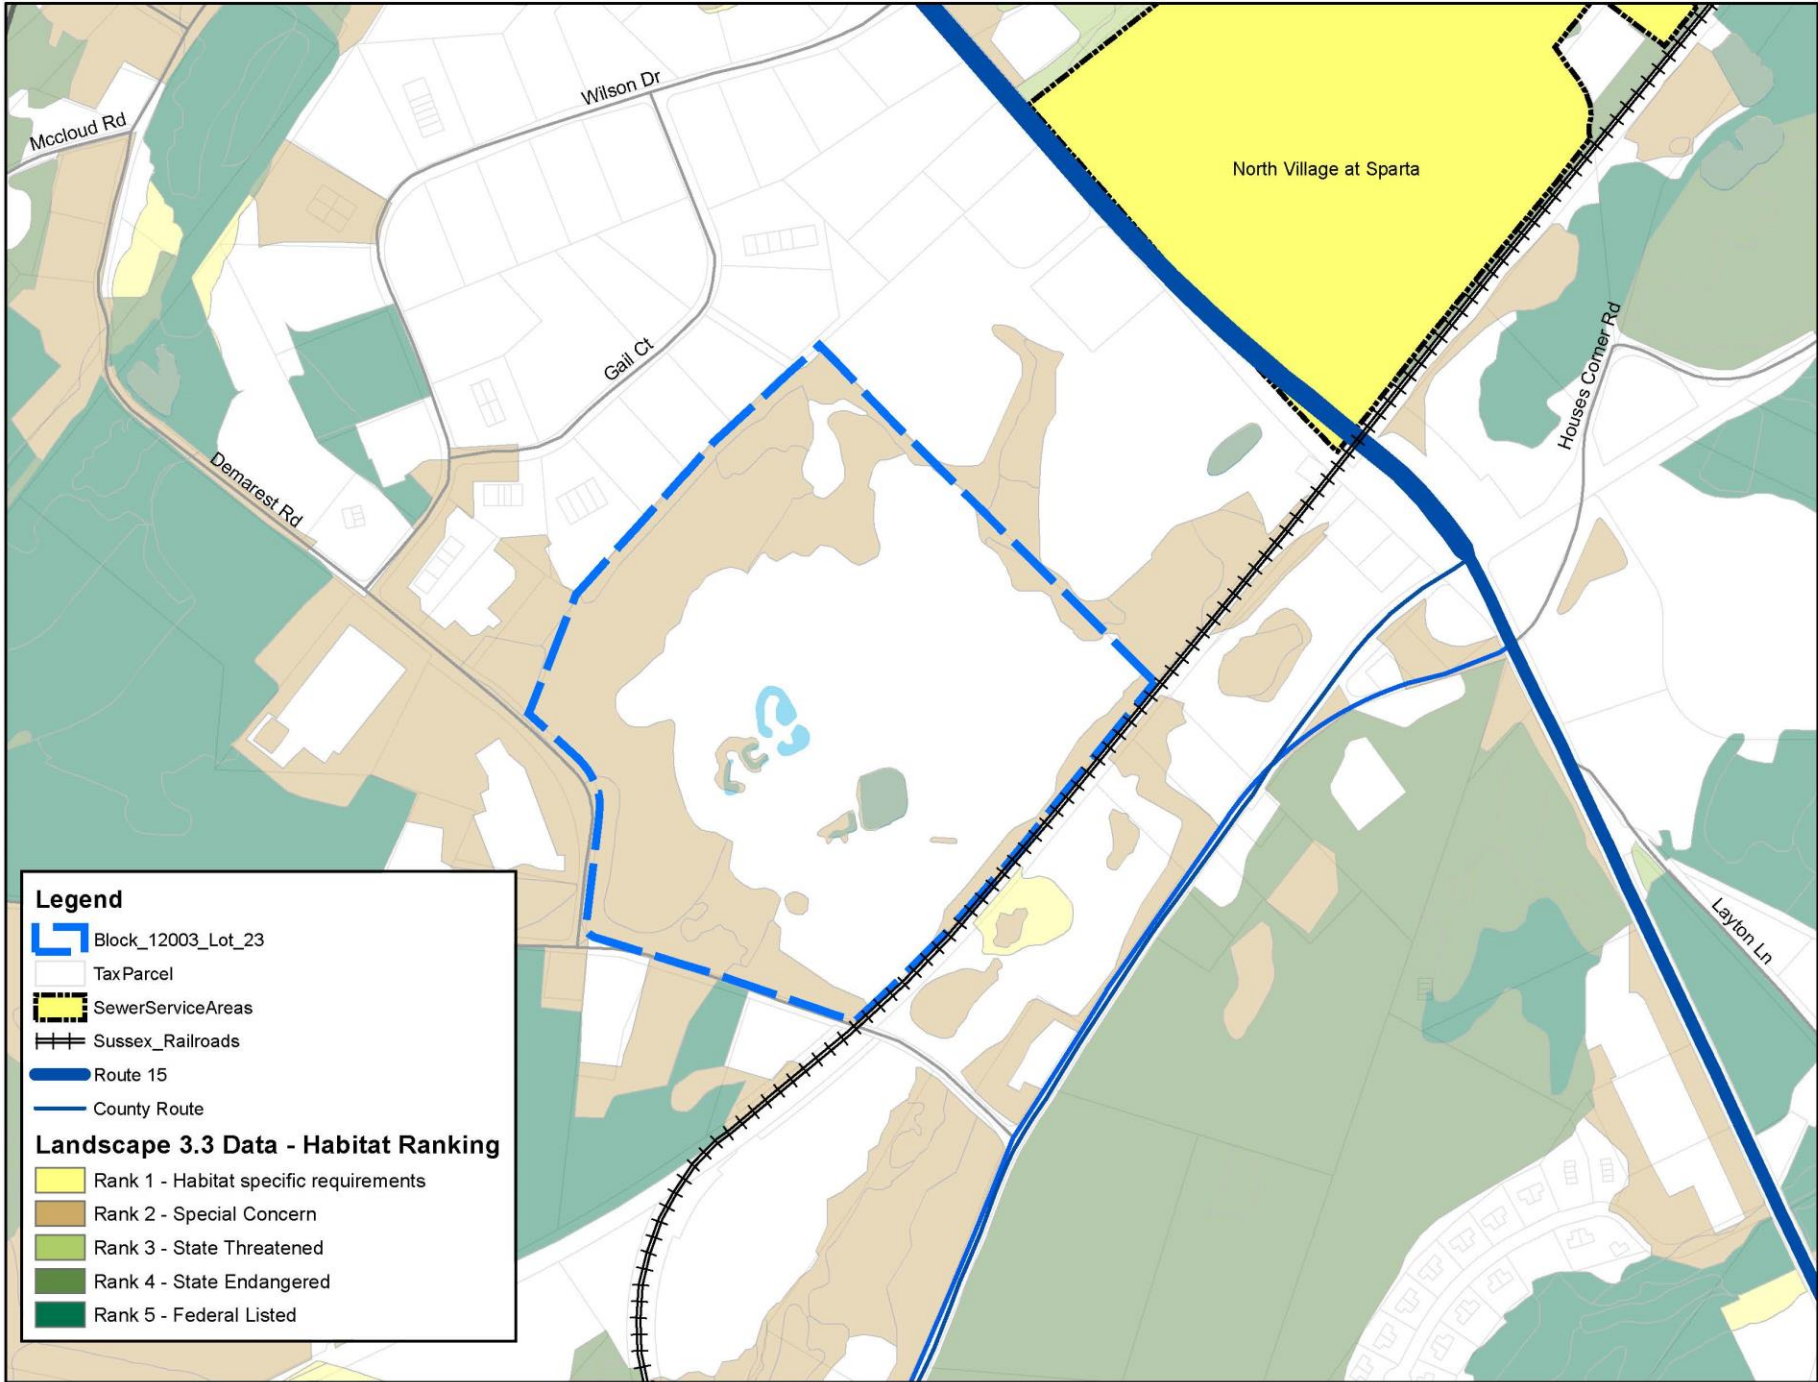 Wilson Dr
Mccloud Rd
North Village at Sparta
Gail Ct
Houses Corner Rd
Demarest Rd
Layton Ln
Legend
Block_12003_Lot_23
TaxParcel
SewerServiceAreas
Sussex_Railroads
Route 15
County Route
Landscape 3.3 Data - Habitat Ranking
Rank 1 - Habitat specific requirements
Rank 2 - Special Concern
Rank 3 - State Threatened
Rank 4 - State Endangered
Rank 5 - Federal Listed